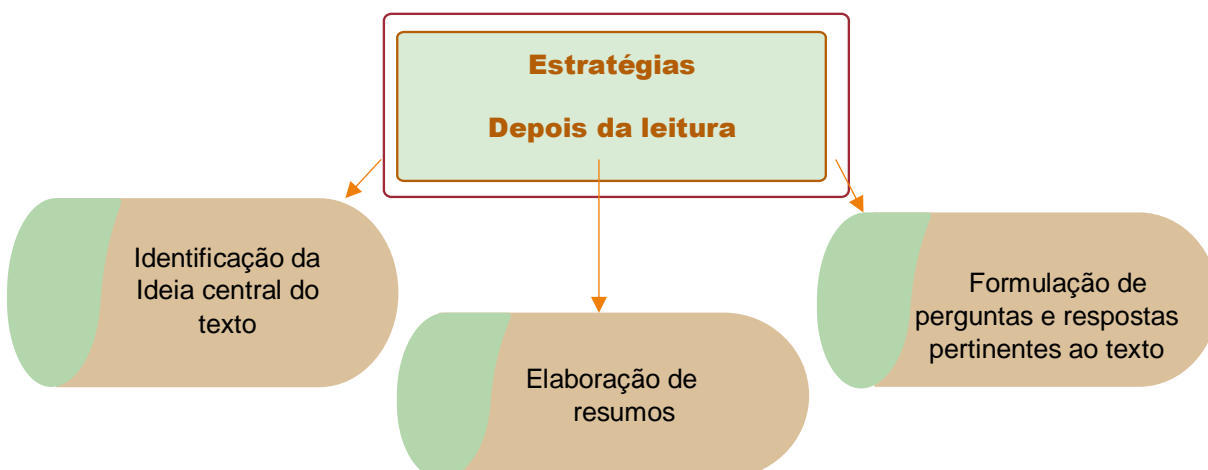 Estratégias
Depois da leitura
Identificação da
Ideia central do
texto
Elaboração de
resumos
Formulação de
perguntas e respostas
pertinentes ao texto